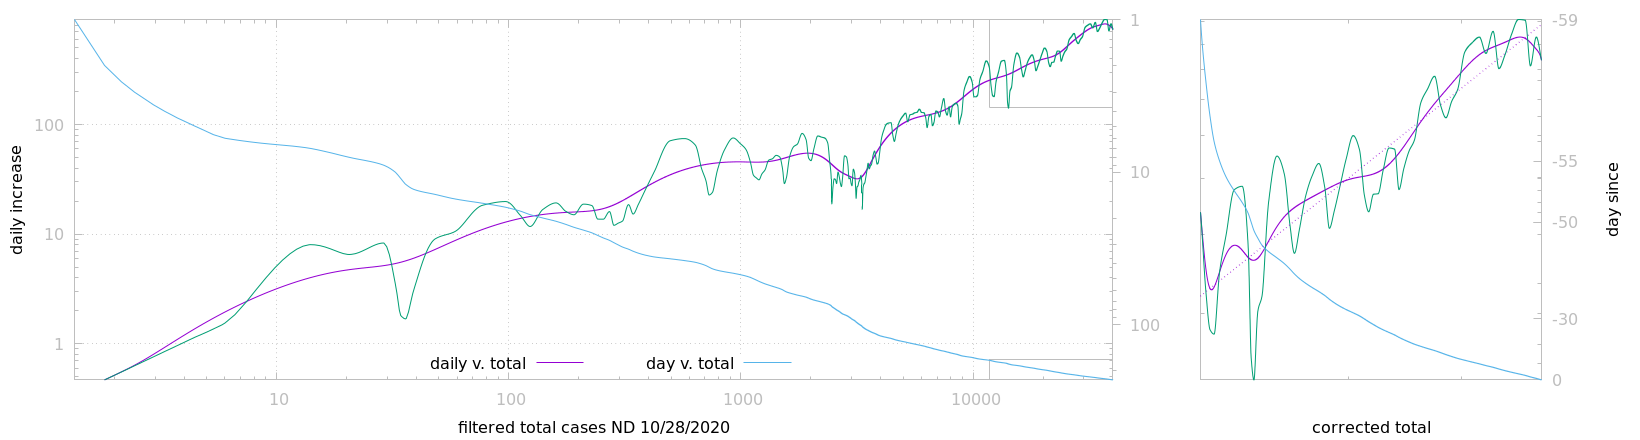 daily increase
100
10
1
10
100
1000
10000
1
10
100
daily v. total
day v. total
filtered total cases ND 10/28/2020
-59
-55
-50
-30
0
day since
corrected total